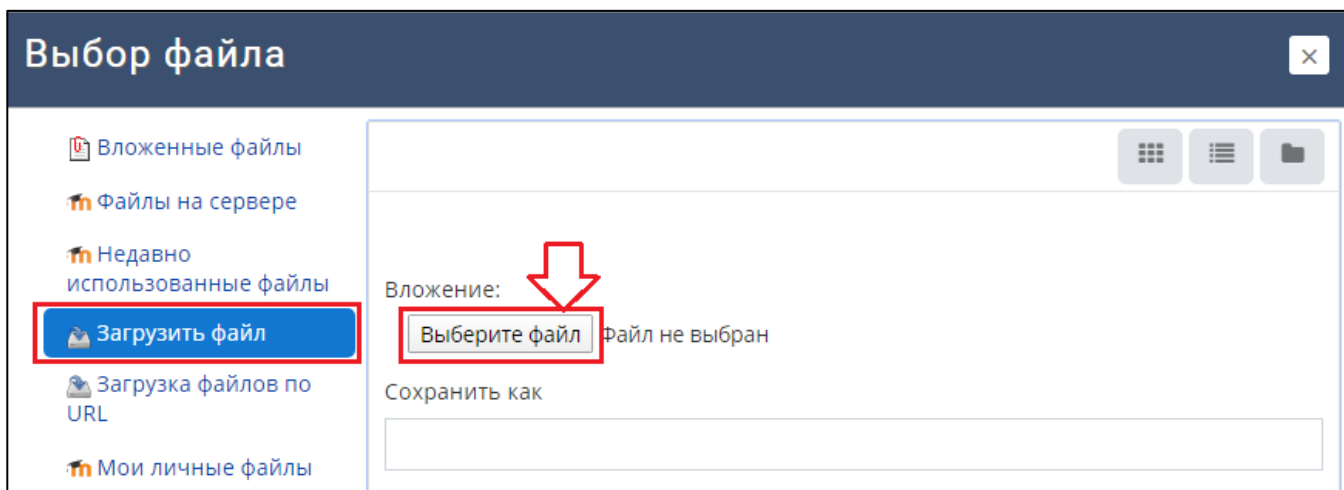 Выбор файла
Вложенные файлы
Файлы на сервере
Недавно
использованные файлы
Загрузить файл
Загрузка файлов по
URL
Мои личные файлы
Вложение:
Выберите файл Файл не выбран
Сохранить как